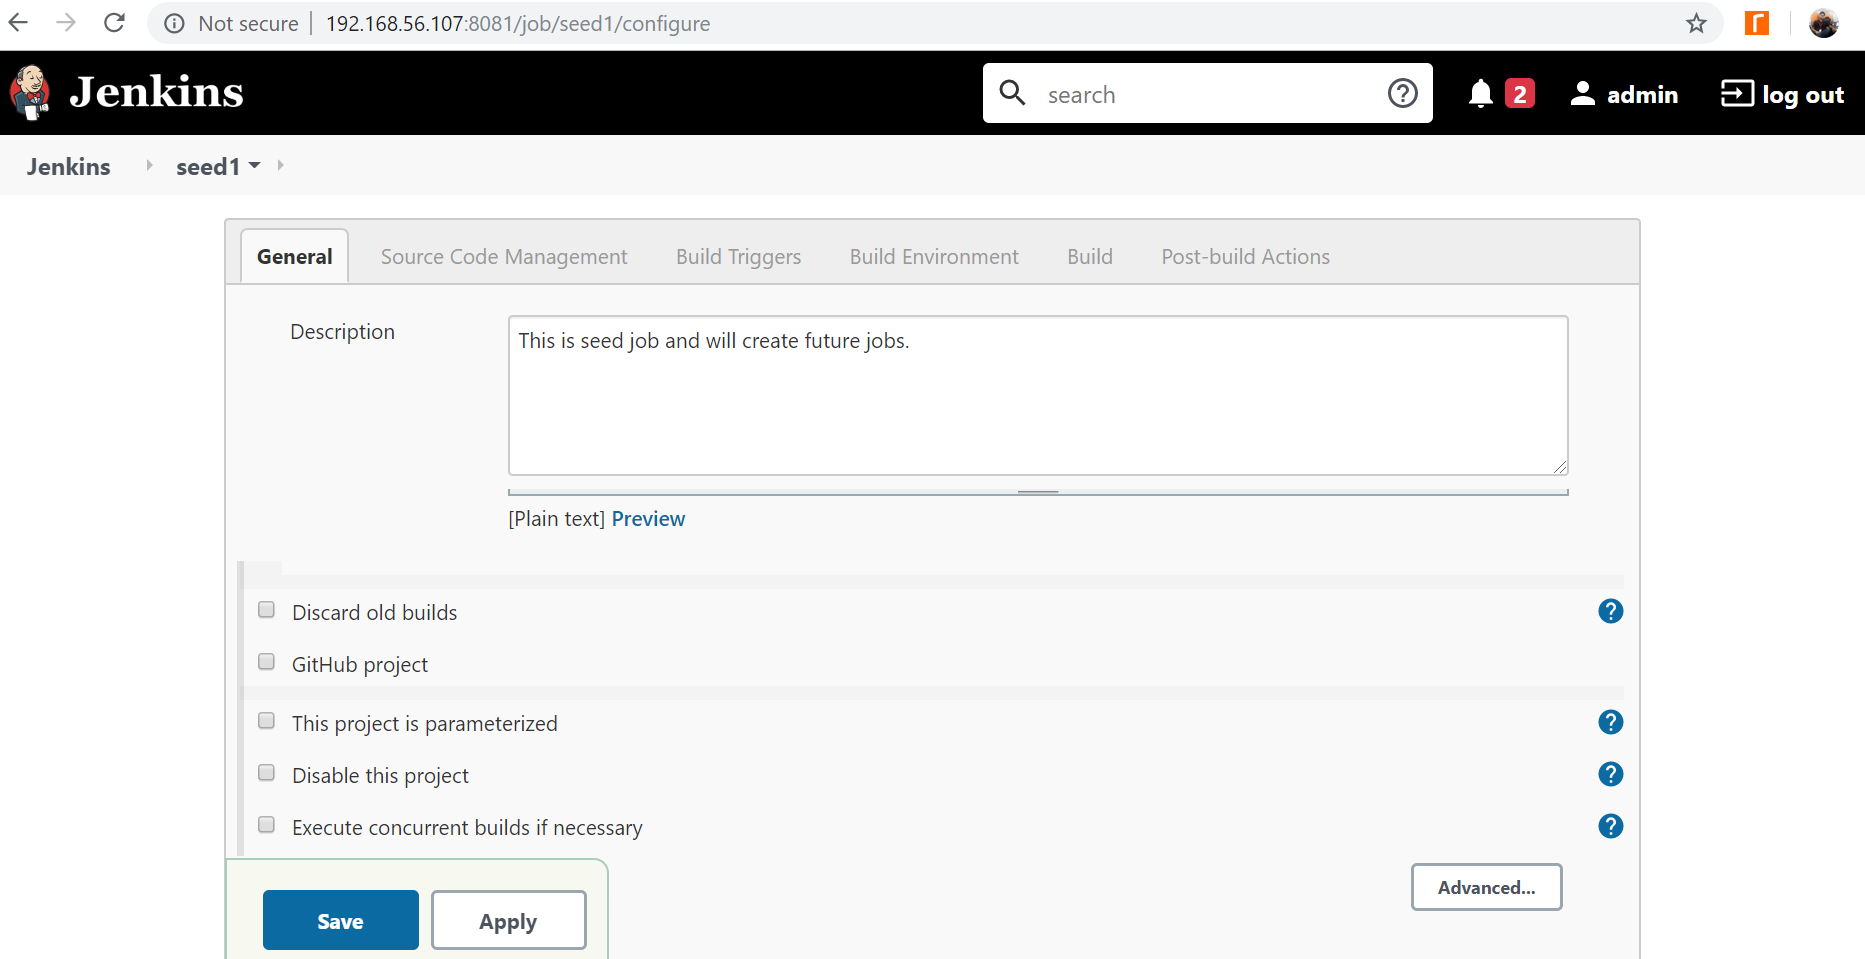 Not secure | 192.168.56.107:8081/job/seed1/configure
Jenkins search 2 admin log out
Jenkins seed1
General Source Code Management Build Triggers Build Environment Build Post-build Actions
Description This is seed job and will create future jobs.
[Plain text] Preview
Discard old builds
GitHub project
This project is parameterized
Disable this project
Execute concurrent builds if necessary
Advanced...
Save Apply